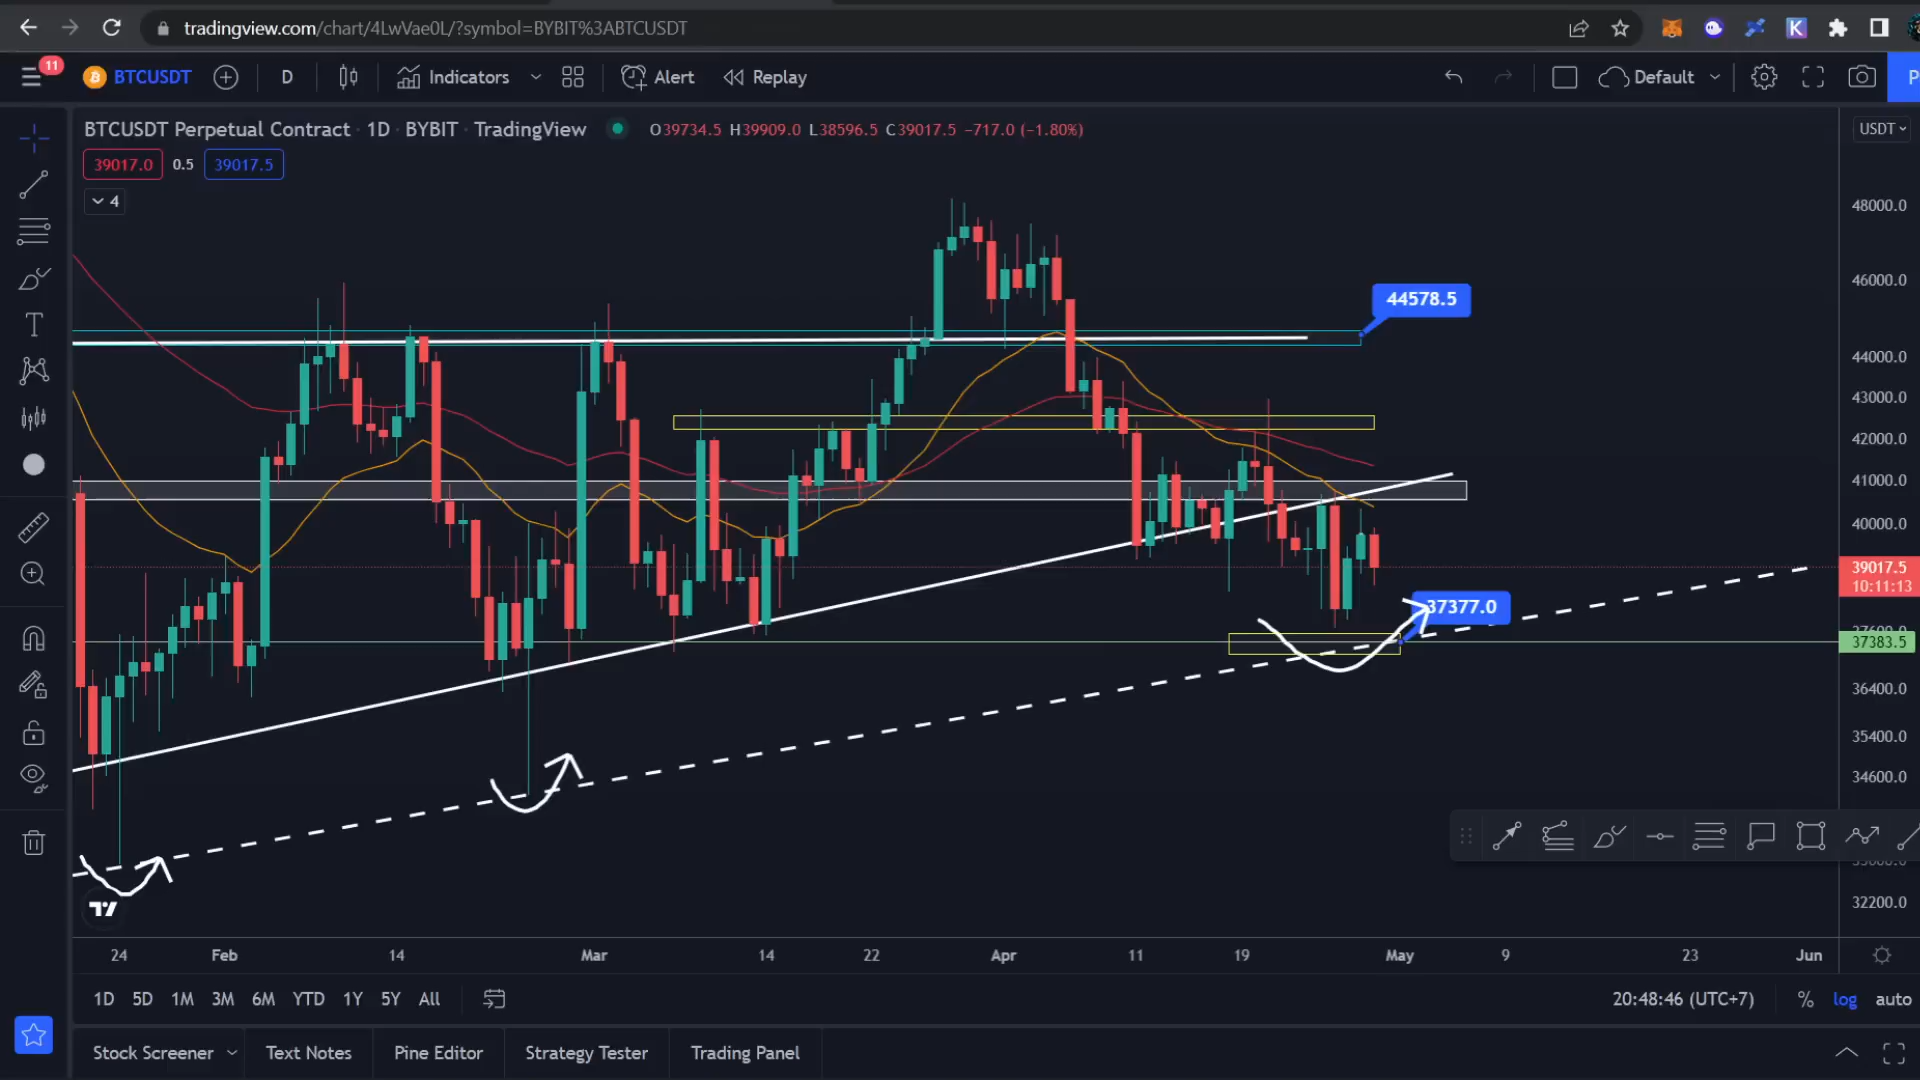 tradingview.com/chart/4LwVae0L/?symbol=BYBIT%3ABTCUSDT
11
BTCUSDT
D
Indicators
Alert
Replay
Default
BTCUSDT Perpetual Contract · 1D · BYBIT · TradingView
O39734.5 H39909.0 L38596.5 C39017.5 −717.0 (−1.80%)
USDT
39017.0
0.5
39017.5
4
48000.0
46000.0
44578.5
44000.0
43000.0
42000.0
41000.0
40000.0
39017.5
10:11:13
37377.0
37600.0
37383.5
36400.0
35400.0
34600.0
32200.0
24
Feb
14
Mar
14
22
Apr
11
19
May
9
23
Jun
1D
5D
1M
3M
6M
YTD
1Y
5Y
All
20:48:46 (UTC+7)
%
log
auto
Stock Screener
Text Notes
Pine Editor
Strategy Tester
Trading Panel